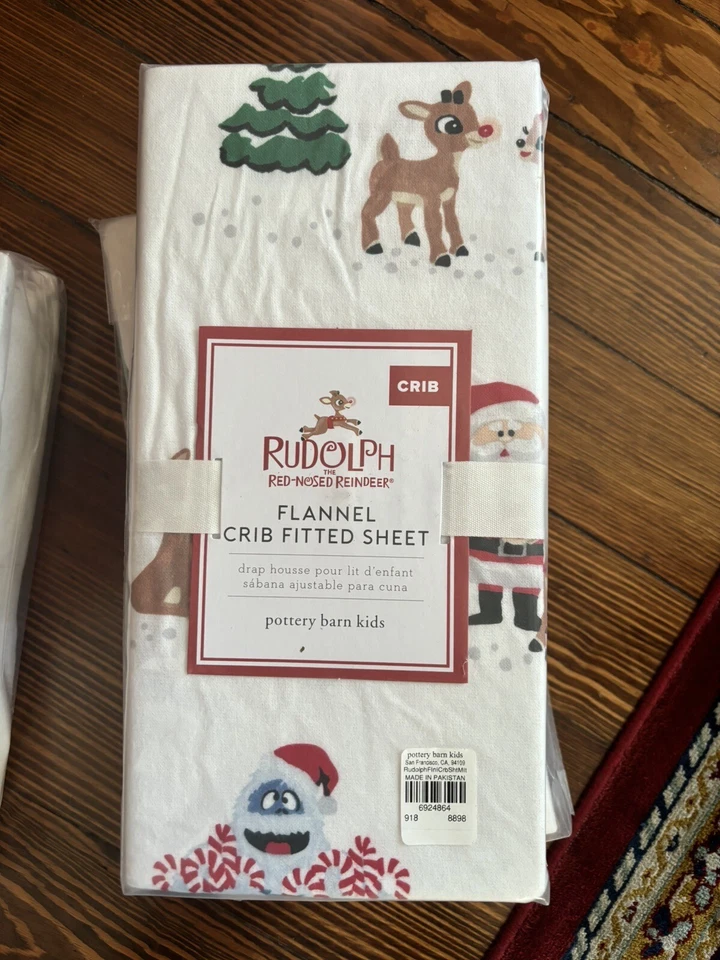 CRIB
RUDOLPH
THE
RED-NOSED REINDEER®
FLANNEL
CRIB FITTED SHEET
drap housse pour lit d'enfant
sábana ajustable para cuna
pottery barn kids
pottery barn kids
San Francisco, CA, 94109
RudolphFlnlCrbShtMlt
MADE IN PAKISTAN
6924864
918 8898